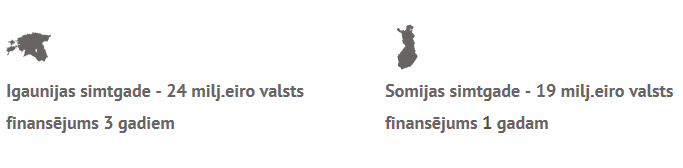 Igaunijas simtgade - 24 milj.eiro valsts
finansējums 3 gadiem
Somijas simtgade - 19 milj.eiro valsts
finansējums 1 gadam